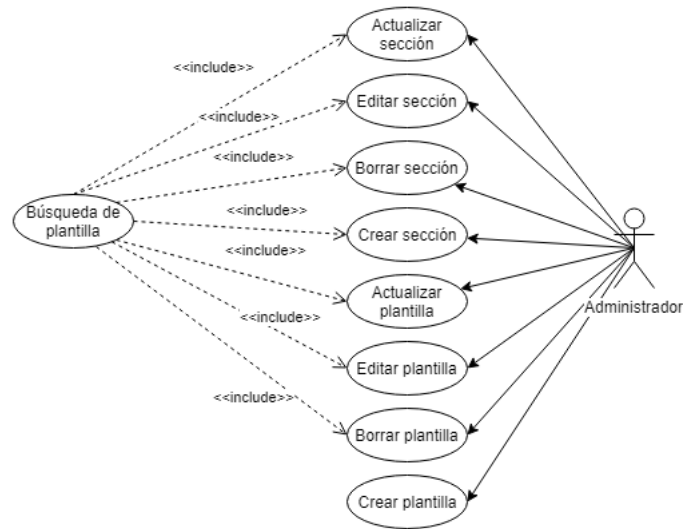 Actualizar
sección
<<include>>
Editar sección
<<include>>
<<include>>
Borrar sección
Búsqueda de
plantilla
<<include>>
Crear sección
<<include>>
Actualizar
plantilla
Administrador
<<include>>
Editar plantilla
<<include>>
Borrar plantilla
Crear plantilla